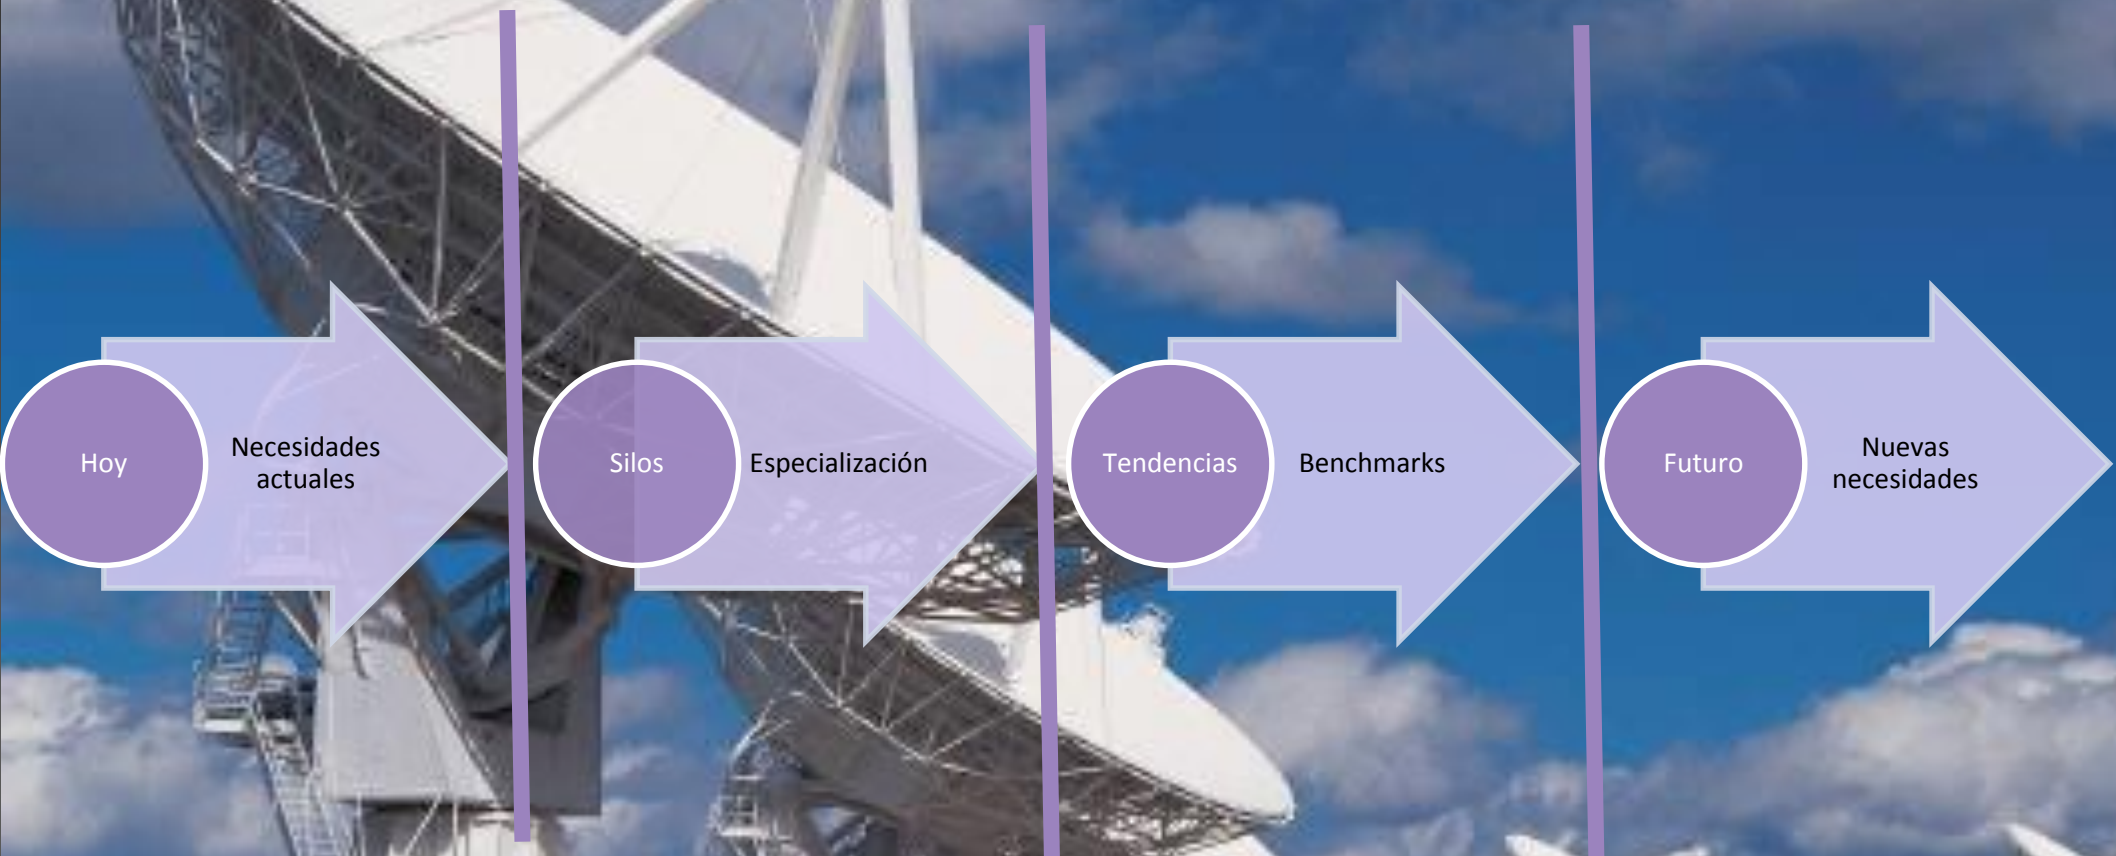 Hoy
Necesidades
actuales
Silos
Especialización
Tendencias
Benchmarks
Futuro
Nuevas
necesidades